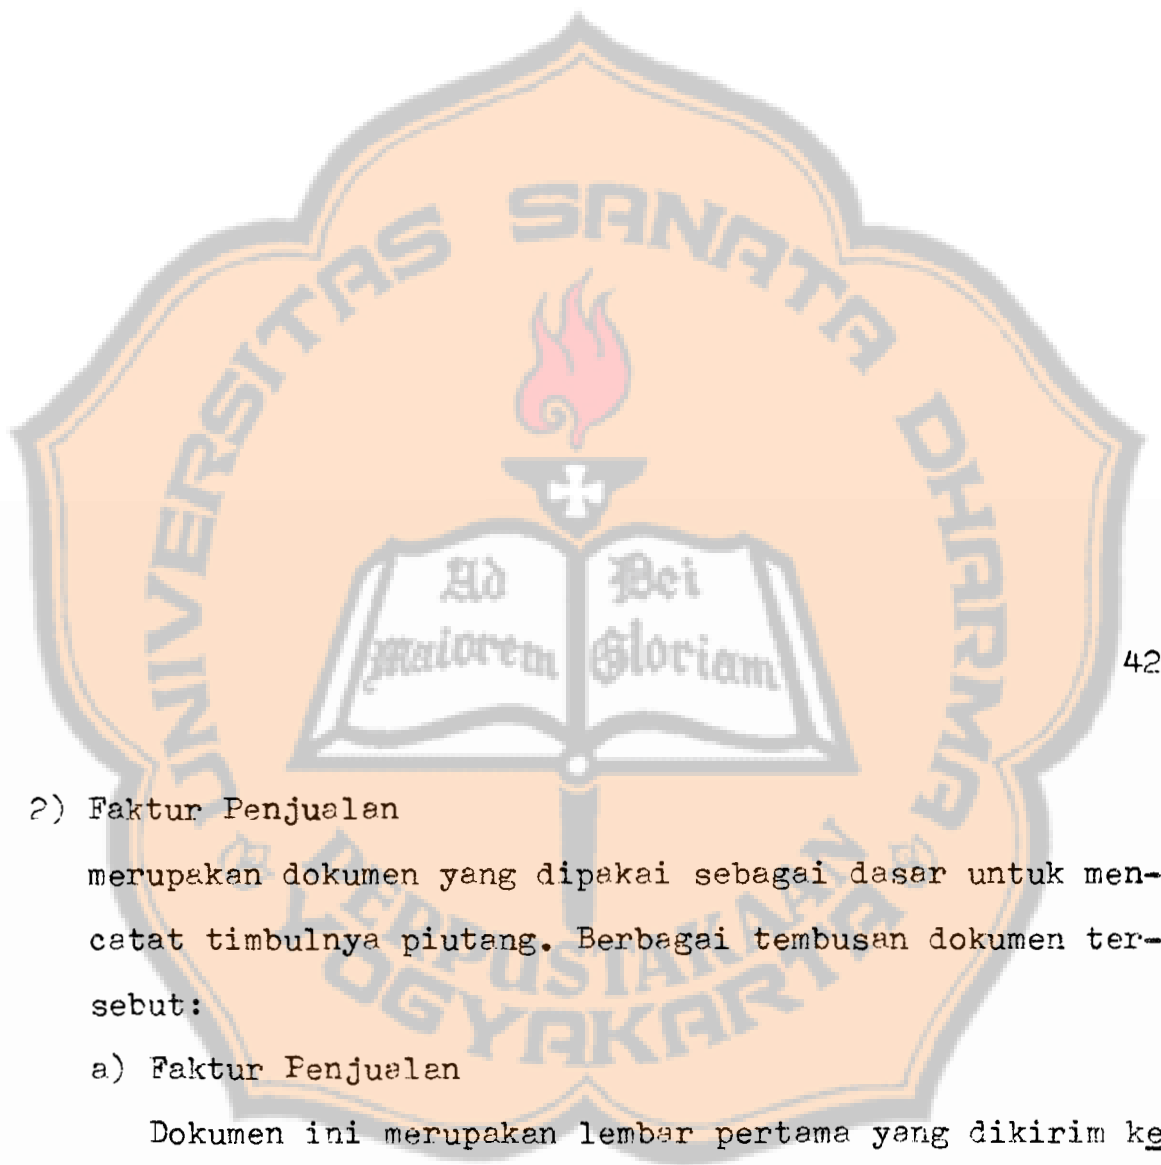 UNIVERSITAS SANATA DHARMA
Ad Dei
Maiorem Gloriam
42
2) Faktur Penjualan
PERPUSTAKAAN
merupakan dokumen yang dipakai sebagai dasar untuk men-
catat timbulnya piutang. Berbagai tembusan dokumen ter-
sebut:
YOGYAKARTA
a) Faktur Penjualan
Dokumen ini merupakan lembar pertama yang dikirim ke